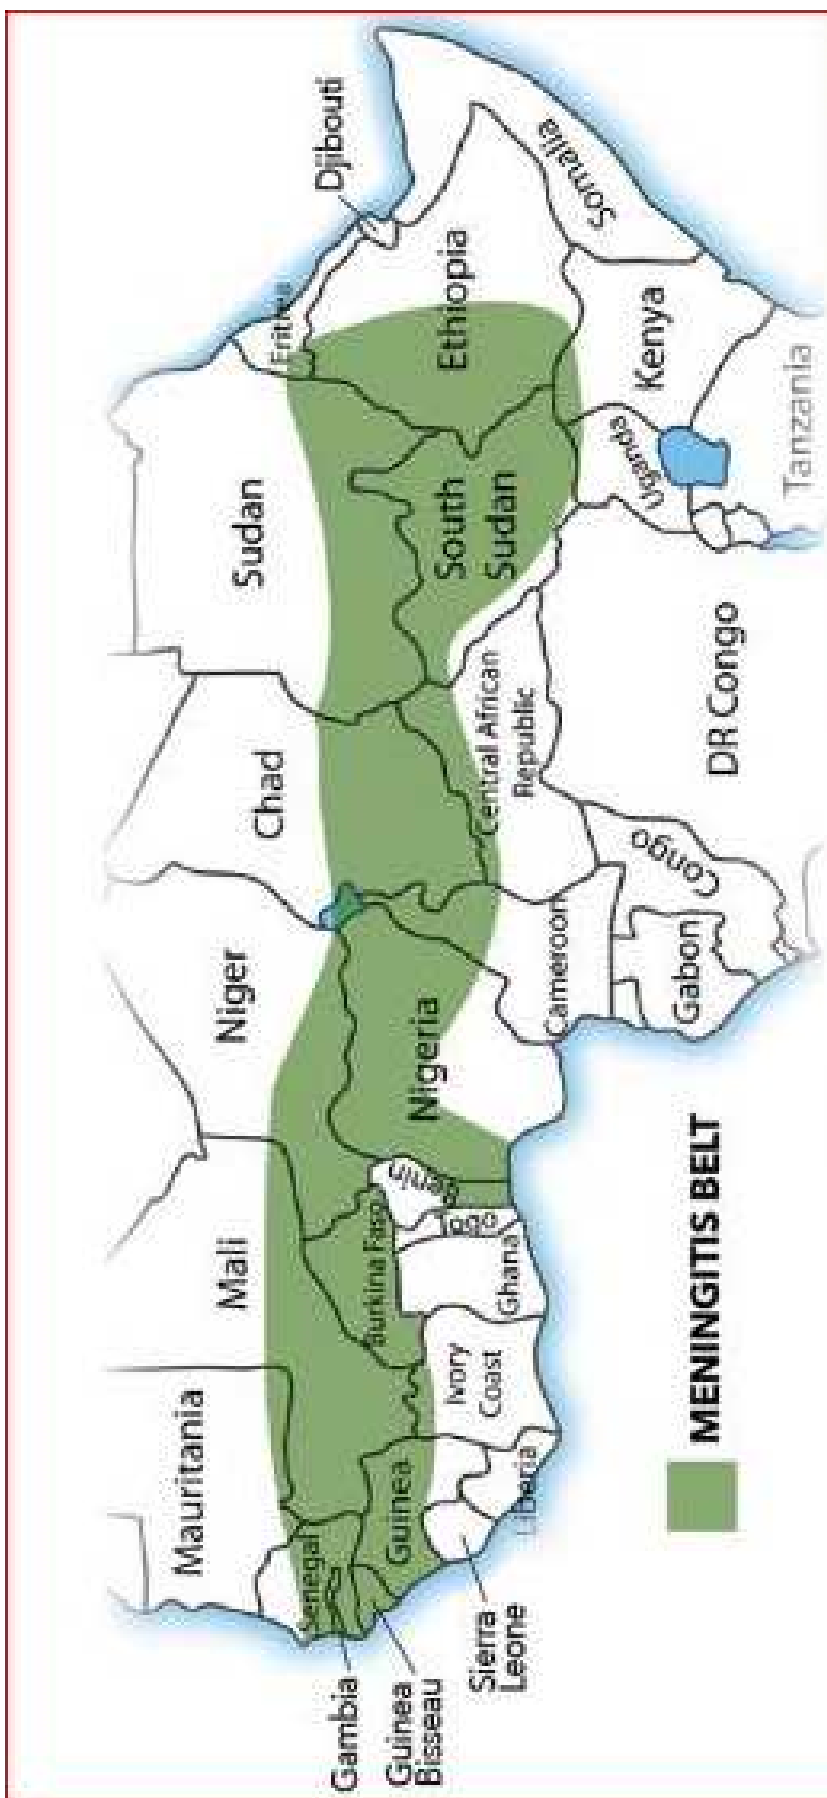 Mauritania
Mali
Niger
Chad
Sudan
Eritrea
Djibouti
Senegal
Gambia
Guinea
Bisseau
Guinea
Sierra
Leone
Liberia
Ivory
Coast
Burkina Faso
Ghana
Togo
Benin
Nigeria
Cameroon
Central African
Republic
South
Sudan
Ethiopia
Somalia
Kenya
Uganda
Tanzania
DR Congo
Congo
Gabon
MENINGITIS BELT